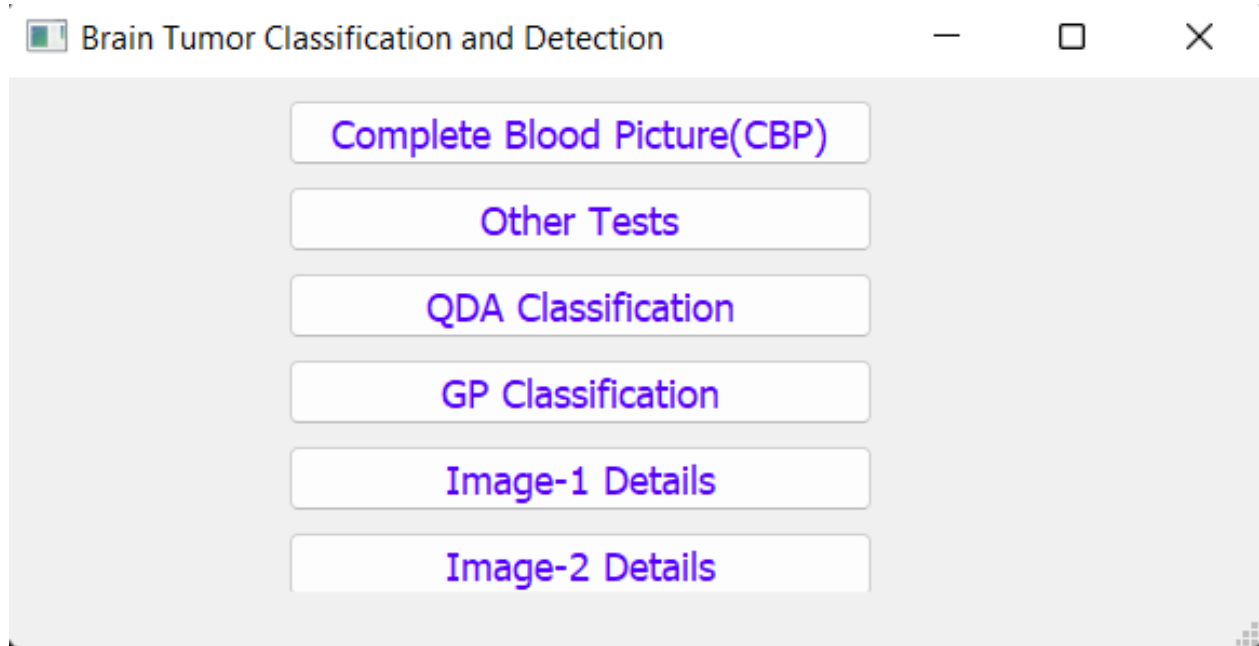 Brain Tumor Classification and Detection
Complete Blood Picture(CBP)
Other Tests
QDA Classification
GP Classification
Image-1 Details
Image-2 Details